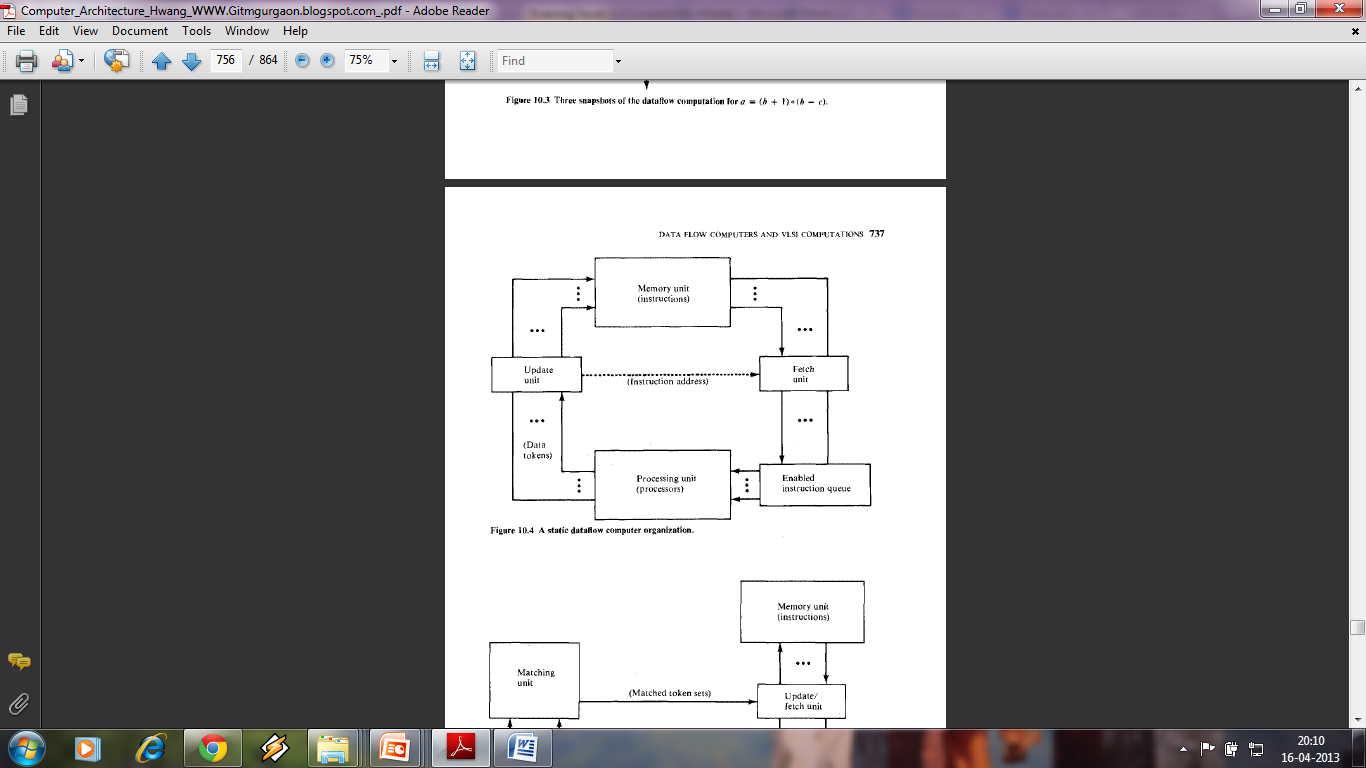 Computer_Architecture_Hwang_WWW.Gitmgurgaon.blogspot.com_.pdf - Adobe Reader
File Edit View Document Tools Window Help
756 / 864 75% Find
Figure 10.3 Three snapshots of the dataflow computation for a = (b + 1)*(b − c).
DATA FLOW COMPUTERS AND VLSI COMPUTATIONS 737
Memory unit
(instructions)
Update
unit
(Instruction address)
Fetch
unit
(Data
tokens)
Processing unit
(processors)
Enabled
instruction queue
Figure 10.4 A static dataflow computer organization.
Memory unit
(instructions)
Matching
unit
(Matched token sets)
Update/
fetch unit
20:10
16-04-2013